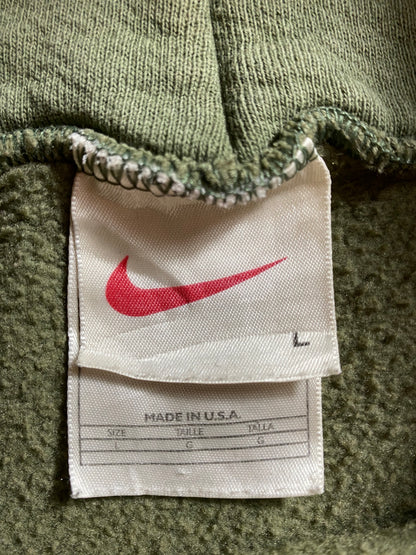 L
MADE IN U.S.A.
SIZE TAILLE TALLA
L G G